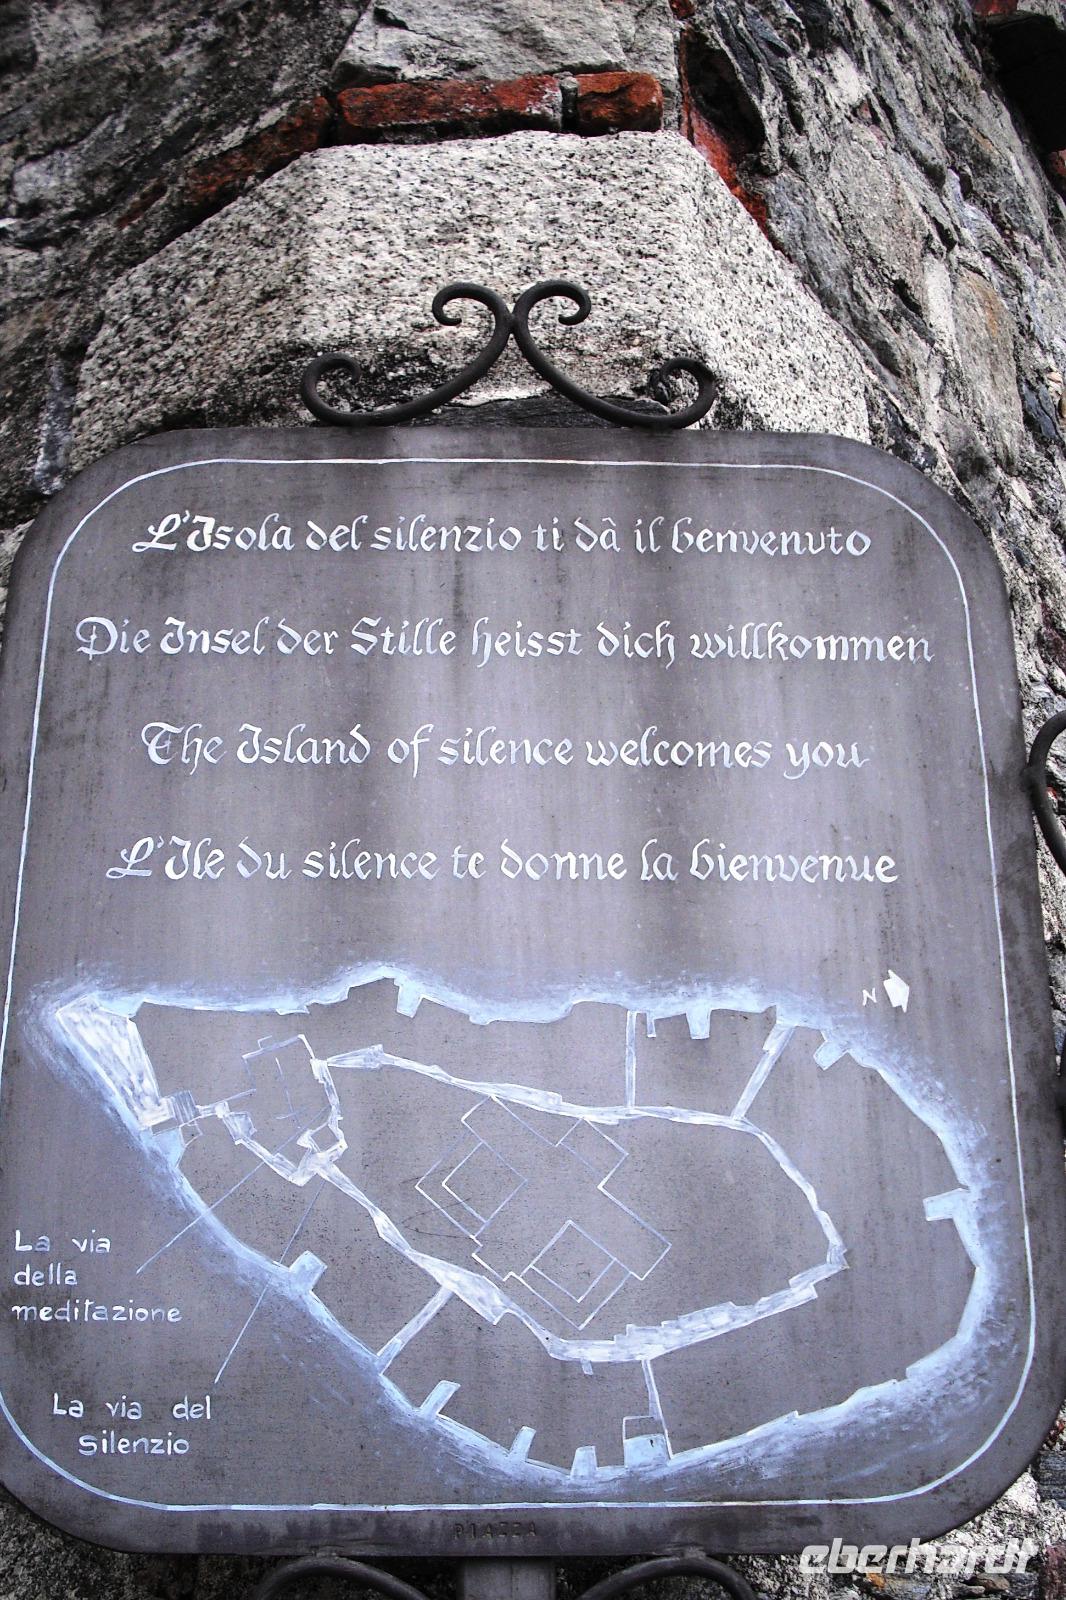 L'Isola del silenzio ti dà il benvenuto
Die Insel der Stille heisst dich willkommen
The Island of silence welcomes you
L'Ile du silence te donne la bienvenue
N
La via
della
meditazione
La via del
silenzio
PIAZZA
eberhardt